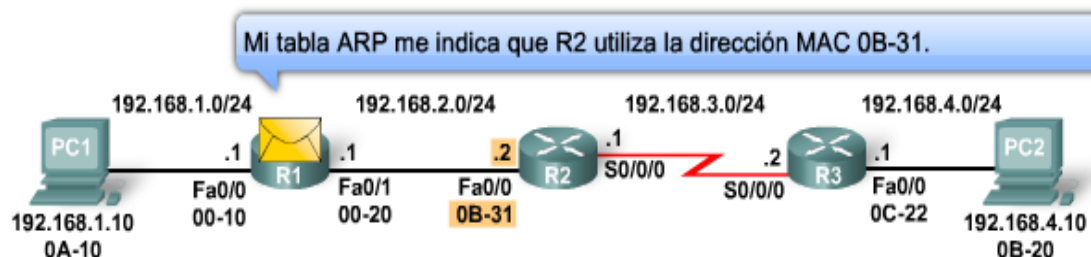 Mi tabla ARP me indica que R2 utiliza la dirección MAC 0B-31.
192.168.1.0/24 192.168.2.0/24 192.168.3.0/24 192.168.4.0/24
PC1 .1 R1 .1 .2 R2 .1 .2 R3 .1 PC2
Fa0/0 Fa0/1 Fa0/0 S0/0/0 S0/0/0 Fa0/0
00-10 00-20 0B-31 0C-22
192.168.1.10 192.168.4.10
0A-10 0B-20